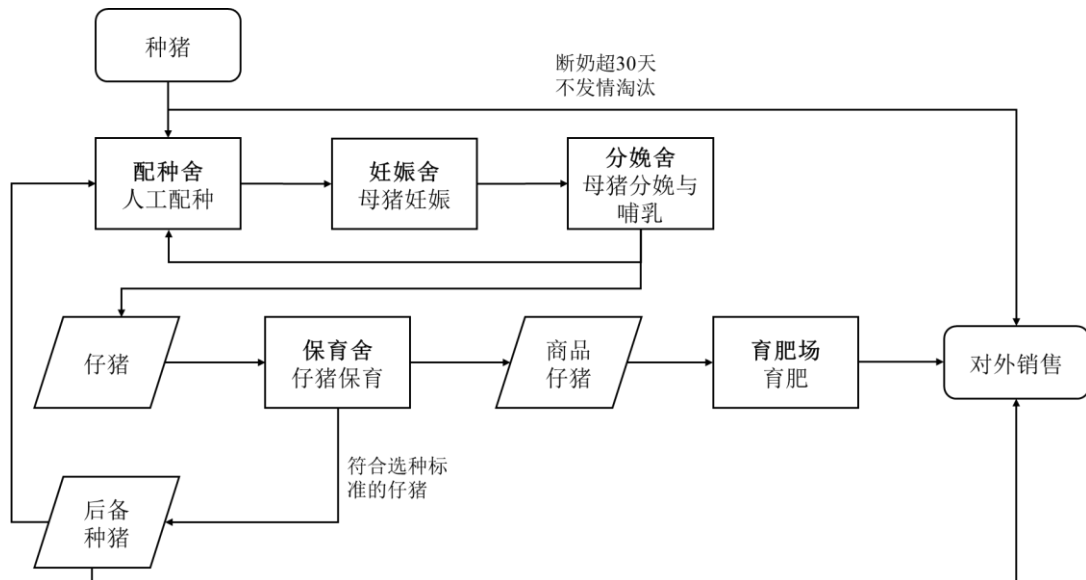 种猪
断奶超30天
不发情淘汰
配种舍
人工配种
妊娠舍
母猪妊娠
分娩舍
母猪分娩与
哺乳
仔猪
保育舍
仔猪保育
商品
仔猪
育肥场
育肥
对外销售
符合选种标
准的仔猪
后备
种猪